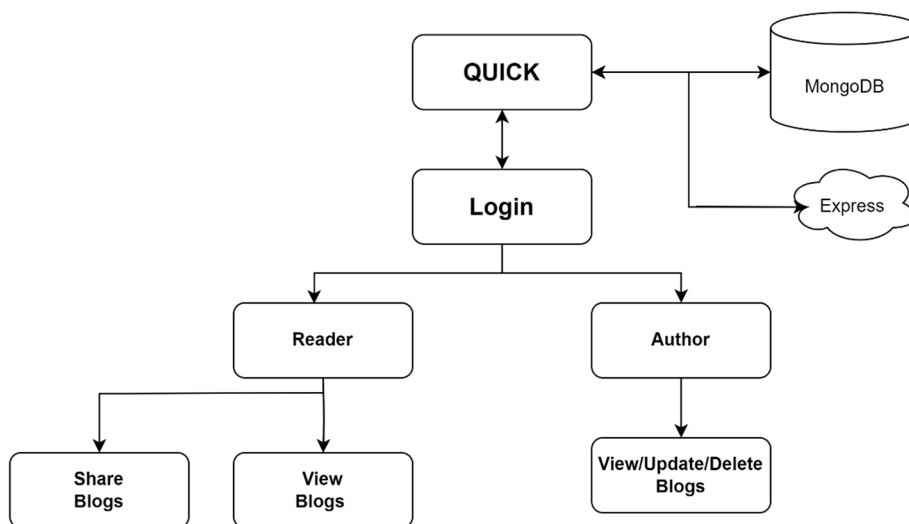 QUICK
MongoDB
Login
Express
Reader
Author
Share
Blogs
View
Blogs
View/Update/Delete
Blogs